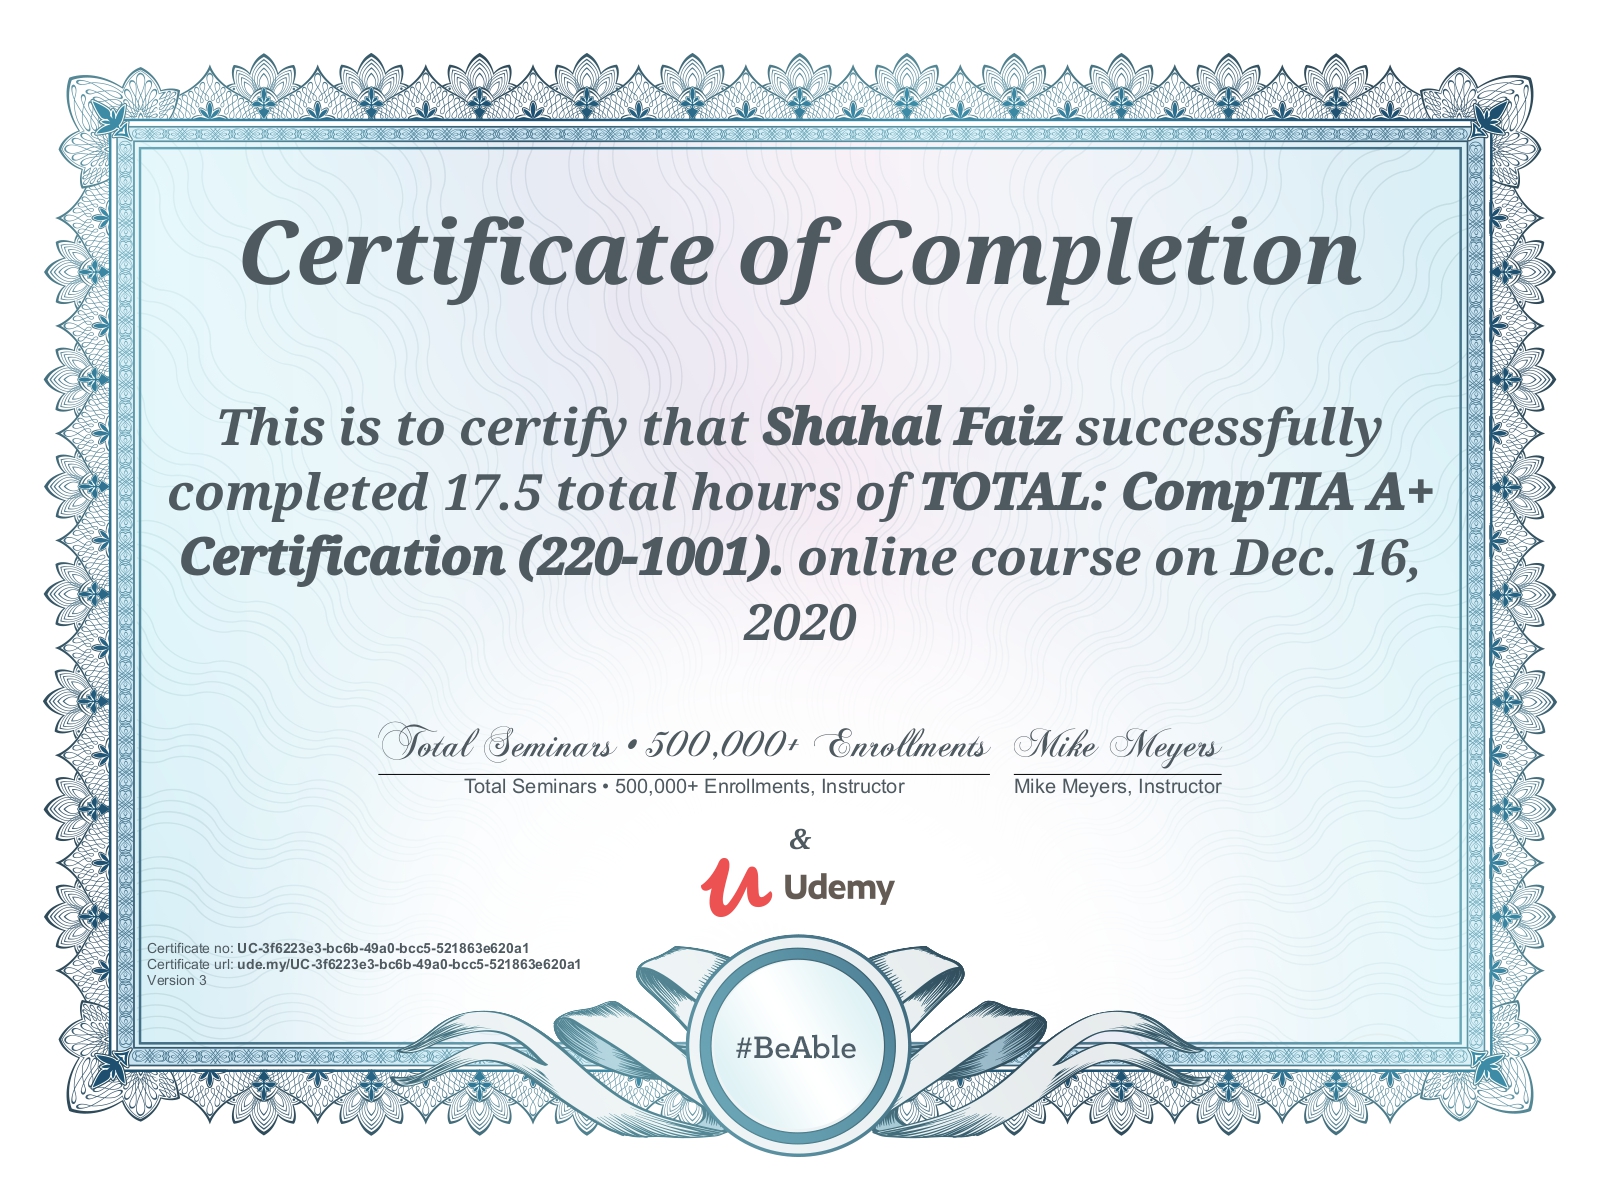 Certificate of Completion
This is to certify that Shahal Faiz successfully
completed 17.5 total hours of TOTAL: CompTIA A+
Certification (220-1001). online course on Dec. 16,
2020
Total Seminars • 500,000+ Enrollments Mike Meyers
Total Seminars • 500,000+ Enrollments, Instructor Mike Meyers, Instructor
&
Udemy
Certificate no: UC-3f6223e3-bc6b-49a0-bcc5-521863e620a1
Certificate url: ude.my/UC-3f6223e3-bc6b-49a0-bcc5-521863e620a1
Version 3
#BeAble